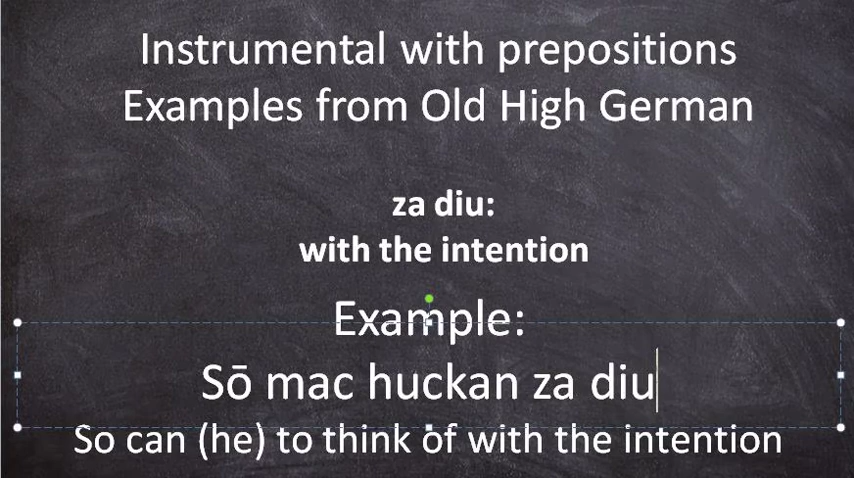 Instrumental with prepositions
Examples from Old High German
za diu:
with the intention
Example:
Sō mac huckan za diu
So can (he) to think of with the intention